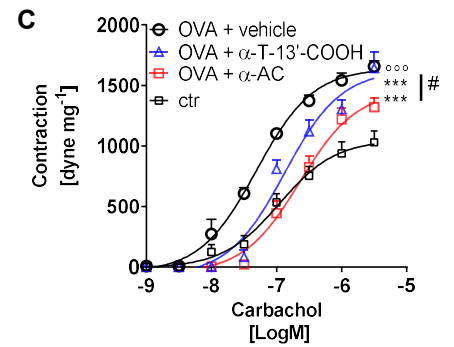 C
OVA + vehicle
OVA + α-T-13'-COOH
OVA + α-AC
ctr
Contraction
[dyne mg-1]
2000
1500
1000
500
0
°°°
***
***
#
-9
-8
-7
-6
-5
Carbachol
[LogM]